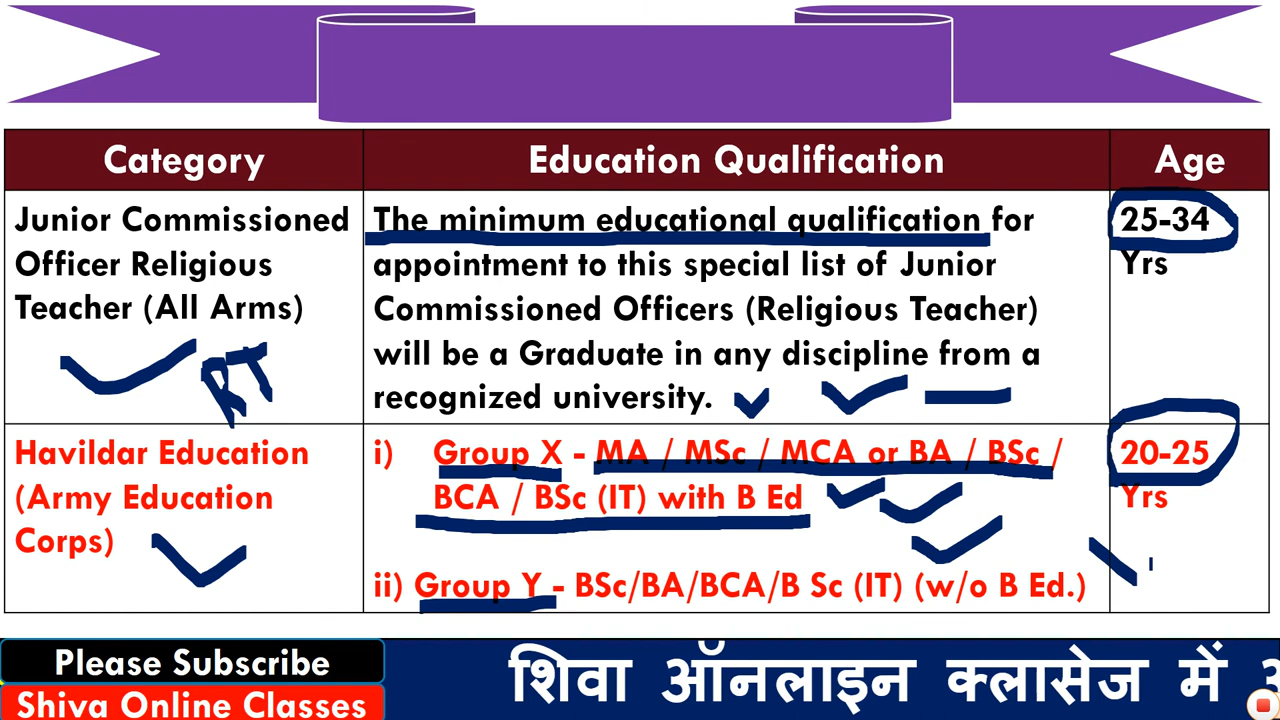 Category Education Qualification Age
Junior Commissioned
Officer Religious
Teacher (All Arms)
RT
The minimum educational qualification for
appointment to this special list of Junior
Commissioned Officers (Religious Teacher)
will be a Graduate in any discipline from a
recognized university.
25-34
Yrs
Havildar Education
(Army Education
Corps)
i) Group X - MA / MSc / MCA or BA / BSc /
BCA / BSc (IT) with B Ed
ii) Group Y - BSc/BA/BCA/B Sc (IT) (w/o B Ed.)
20-25
Yrs
Please Subscribe
Shiva Online Classes
शिवा ऑनलाइन क्लासेज में